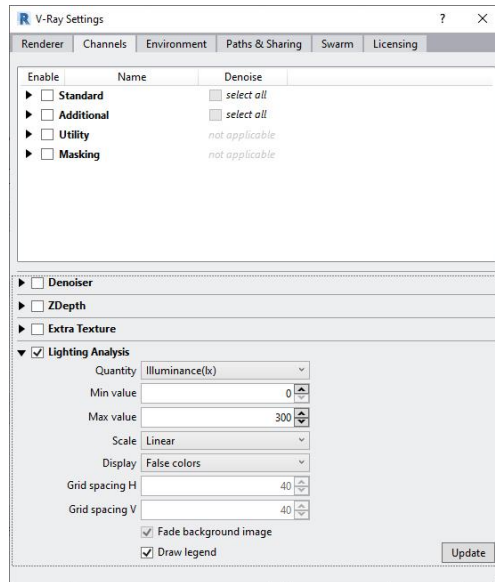 R V-Ray Settings ? X
Renderer Channels Environment Paths & Sharing Swarm Licensing
Enable Name Denoise
Standard select all
Additional select all
Utility not applicable
Masking not applicable
Denoiser
ZDepth
Extra Texture
Lighting Analysis
Quantity Illuminance(lx)
Min value 0
Max value 300
Scale Linear
Display False colors
Grid spacing H 40
Grid spacing V 40
Fade background image
Draw legend Update